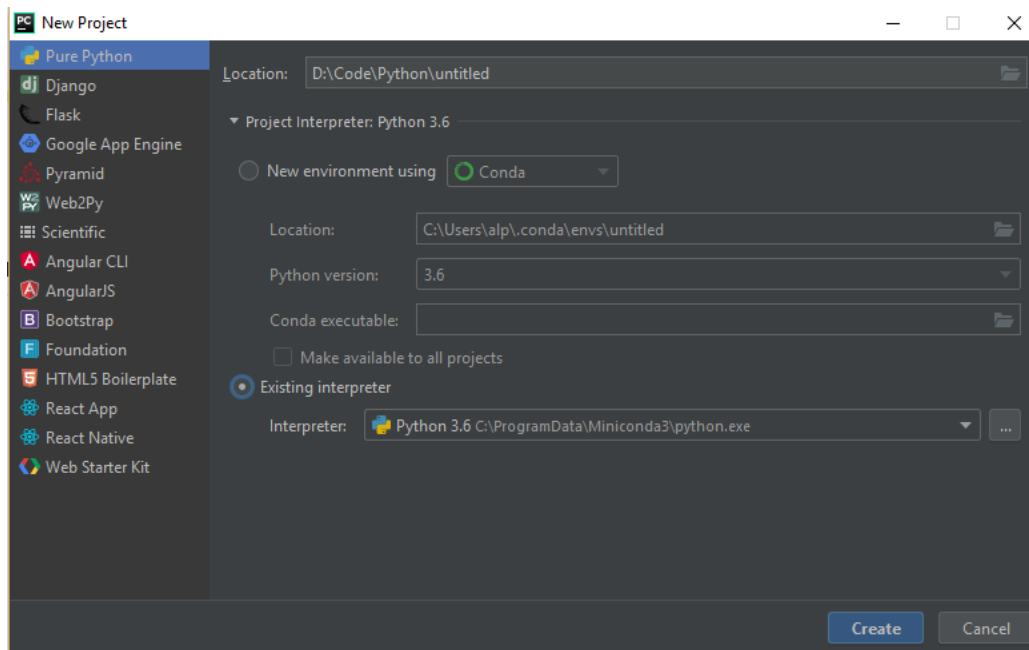 PC New Project
Pure Python
dj Django
Flask
Google App Engine
Pyramid
W2PY Web2Py
Scientific
A Angular CLI
A AngularJS
B Bootstrap
F Foundation
5 HTML5 Boilerplate
React App
React Native
Web Starter Kit
Location: D:\Code\Python\untitled
Project Interpreter: Python 3.6
New environment using Conda
Location: C:\Users\alp\.conda\envs\untitled
Python version: 3.6
Conda executable:
Make available to all projects
Existing interpreter
Interpreter: Python 3.6 C:\ProgramData\Miniconda3\python.exe ...
Create Cancel